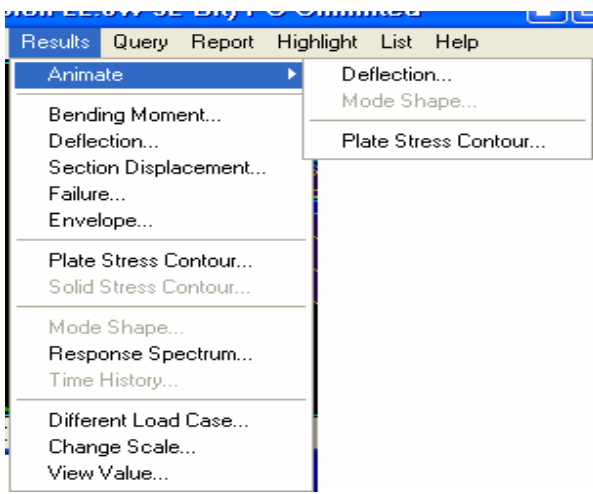 Results Query Report Highlight List Help
Animate
Deflection...
Mode Shape...
Plate Stress Contour...
Bending Moment...
Deflection...
Section Displacement...
Failure...
Envelope...
Plate Stress Contour...
Solid Stress Contour...
Mode Shape...
Response Spectrum...
Time History...
Different Load Case...
Change Scale...
View Value...